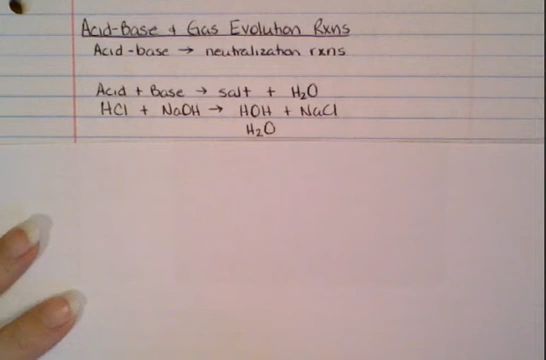 Acid-Base + Gas Evolution Rxns
Acid-base → neutralization rxns
Acid + Base → salt + H₂O
HCl + NaOH → HOH + NaCl
H₂O